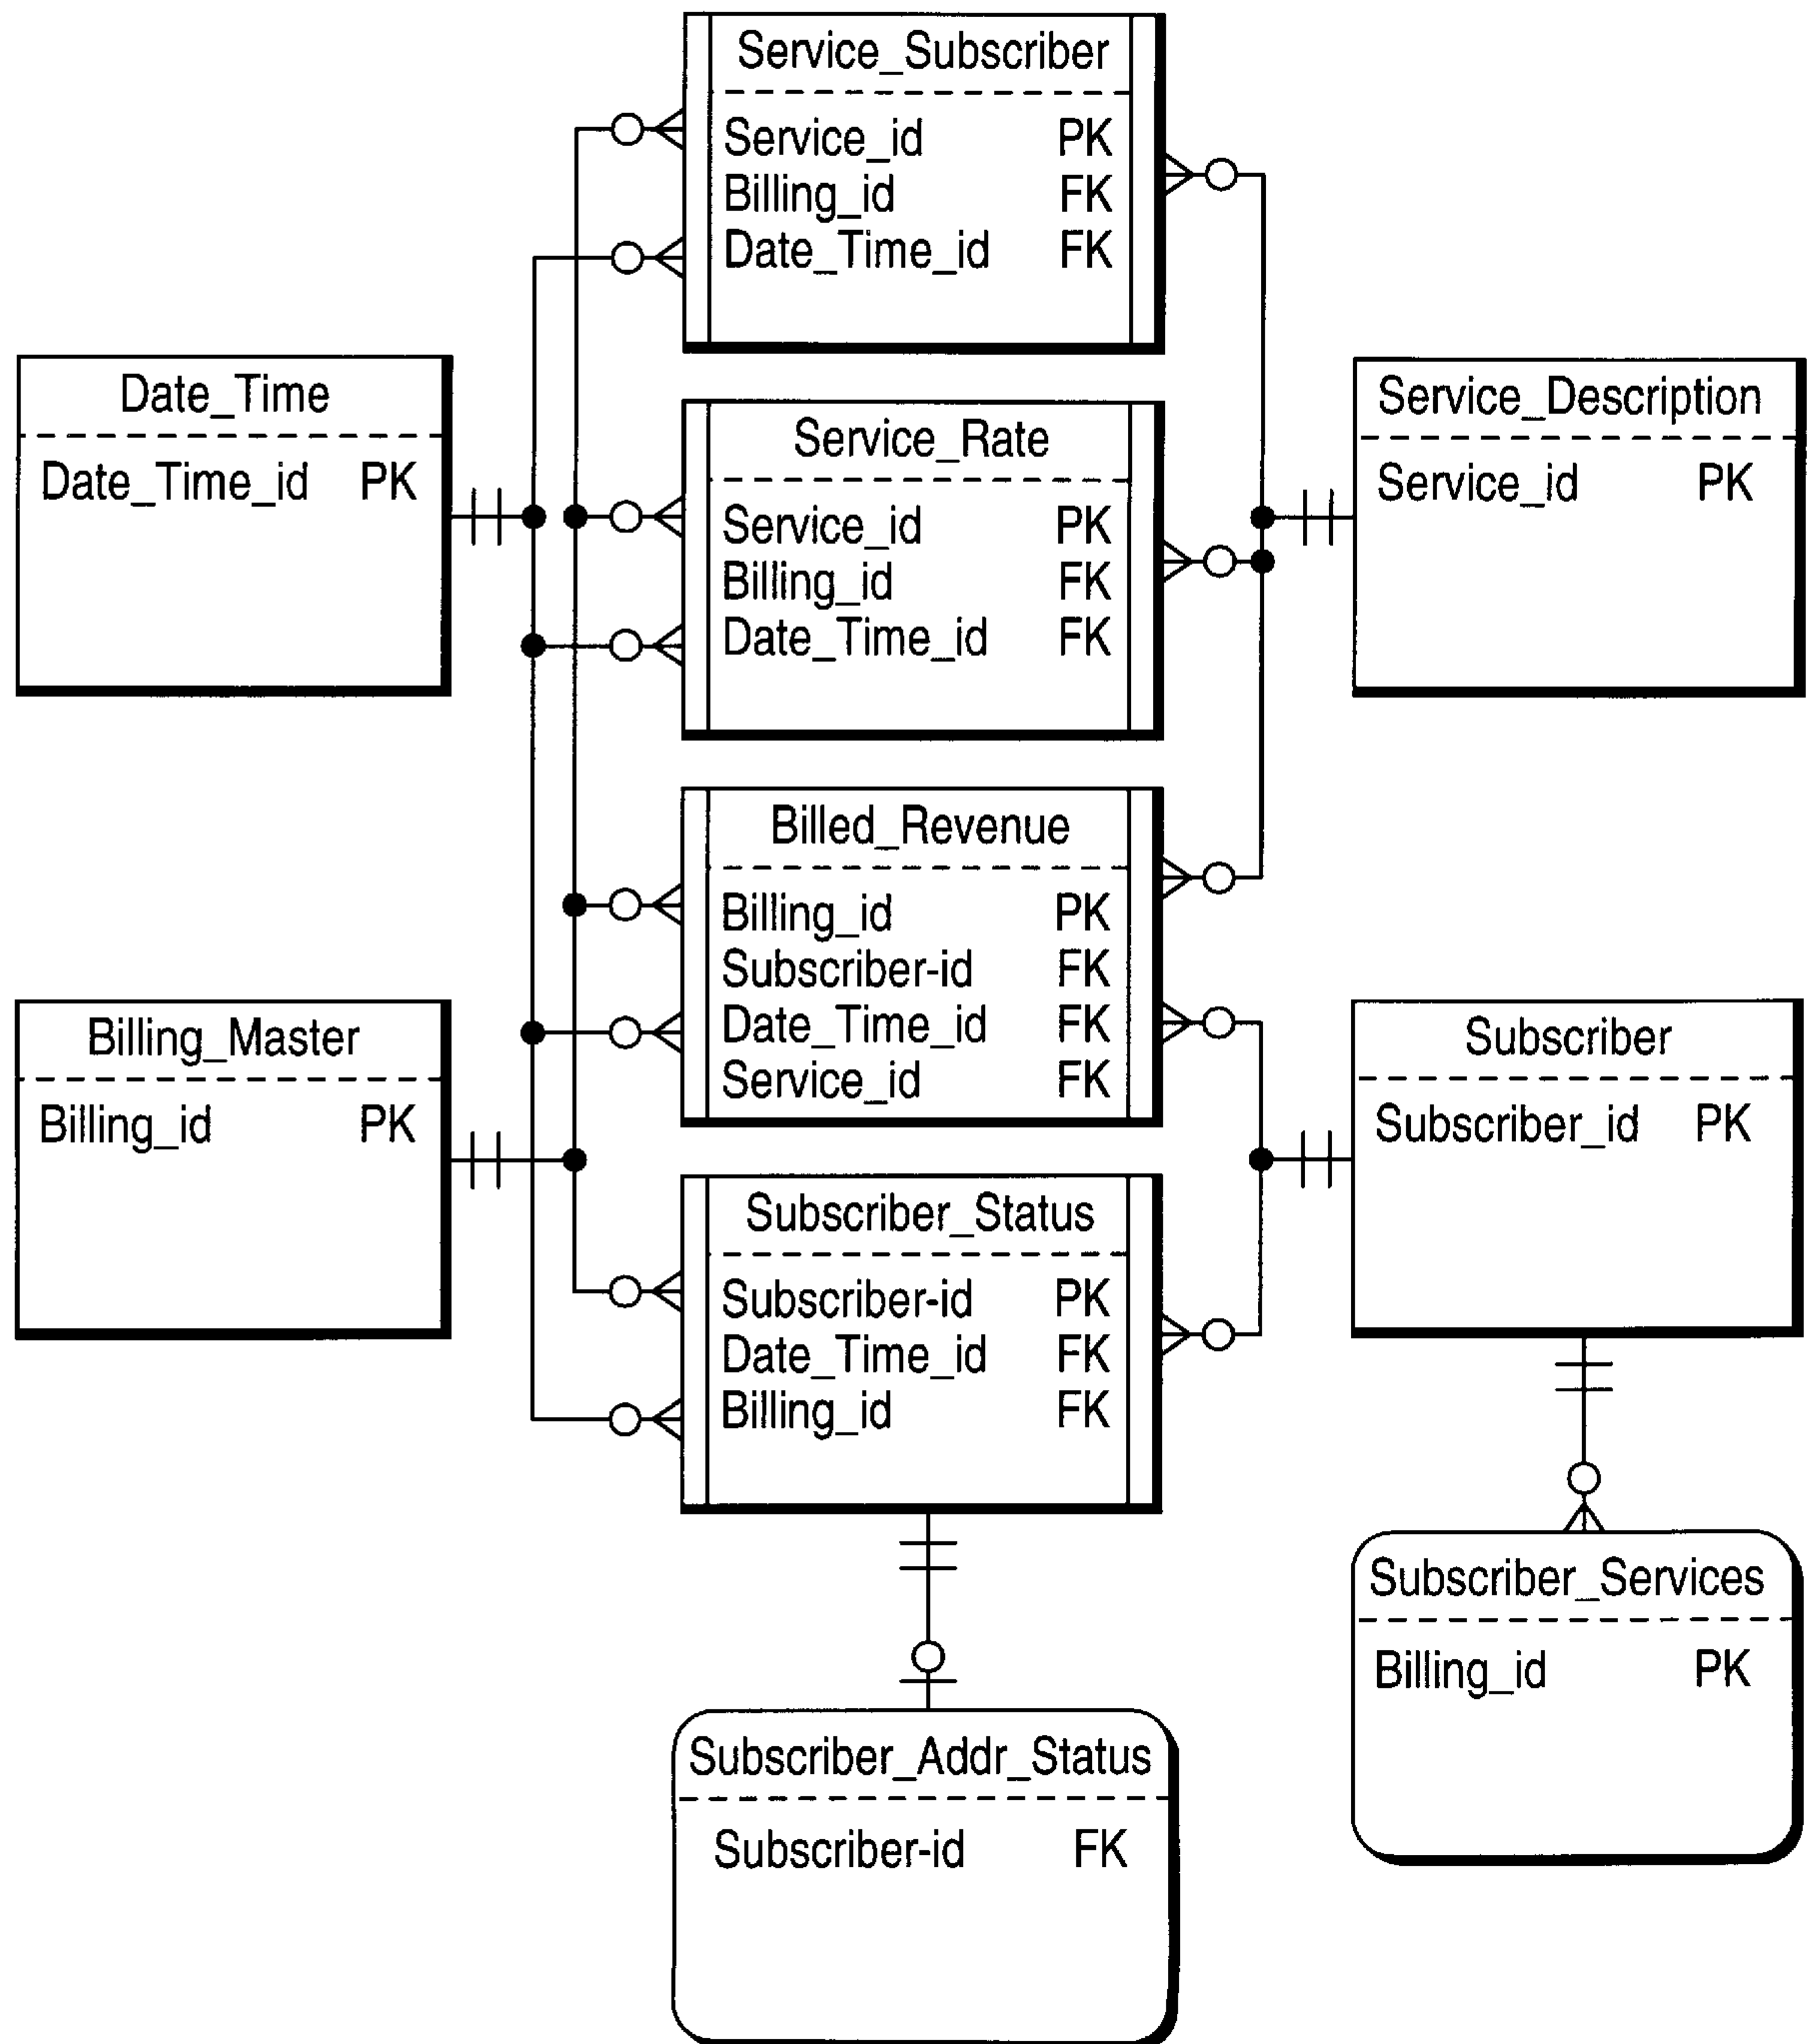 Service_Subscriber
Service_id PK
Billing_id FK
Date_Time_id FK
Date_Time
Date_Time_id PK
Service_Rate
Service_id PK
Billing_id FK
Date_Time_id FK
Service_Description
Service_id PK
Billed_Revenue
Billing_id PK
Subscriber-id FK
Date_Time_id FK
Service_id FK
Billing_Master
Billing_id PK
Subscriber
Subscriber_id PK
Subscriber_Status
Subscriber-id PK
Date_Time_id FK
Billing_id FK
Subscriber_Services
Billing_id PK
Subscriber_Addr_Status
Subscriber-id FK